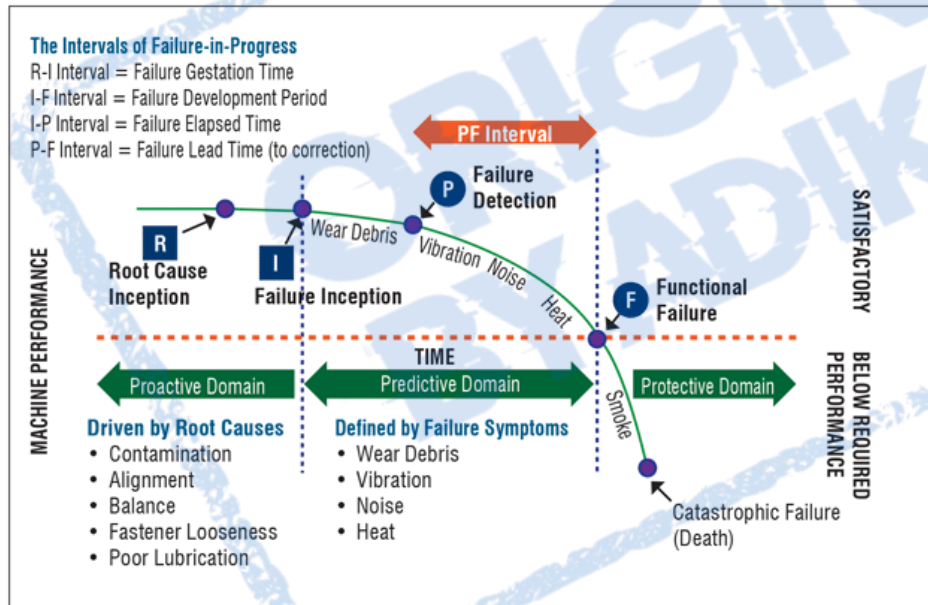 The Intervals of Failure-in-Progress
R-I Interval = Failure Gestation Time
I-F Interval = Failure Development Period
I-P Interval = Failure Elapsed Time
P-F Interval = Failure Lead Time (to correction)
PF Interval
P
Failure
Detection
R
Root Cause
Inception
I
Failure Inception
Wear Debris
Vibration
Noise
Heat
F
Functional
Failure
SATISFACTORY
MACHINE PERFORMANCE
TIME
Proactive Domain
Predictive Domain
Protective Domain
BELOW REQUIRED
PERFORMANCE
Smoke
Driven by Root Causes
• Contamination
• Alignment
• Balance
• Fastener Looseness
• Poor Lubrication
Defined by Failure Symptoms
• Wear Debris
• Vibration
• Noise
• Heat
Catastrophic Failure
(Death)
BYADIK